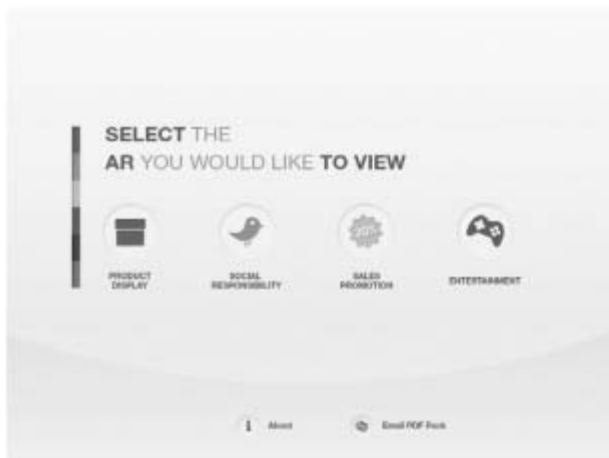 SELECT THE
AR YOU WOULD LIKE TO VIEW
20%
PRODUCT
DISPLAY
SOCIAL
RESPONSIBILITY
SALES
PROMOTION
ENTERTAINMENT
i About
Email PDF Pack